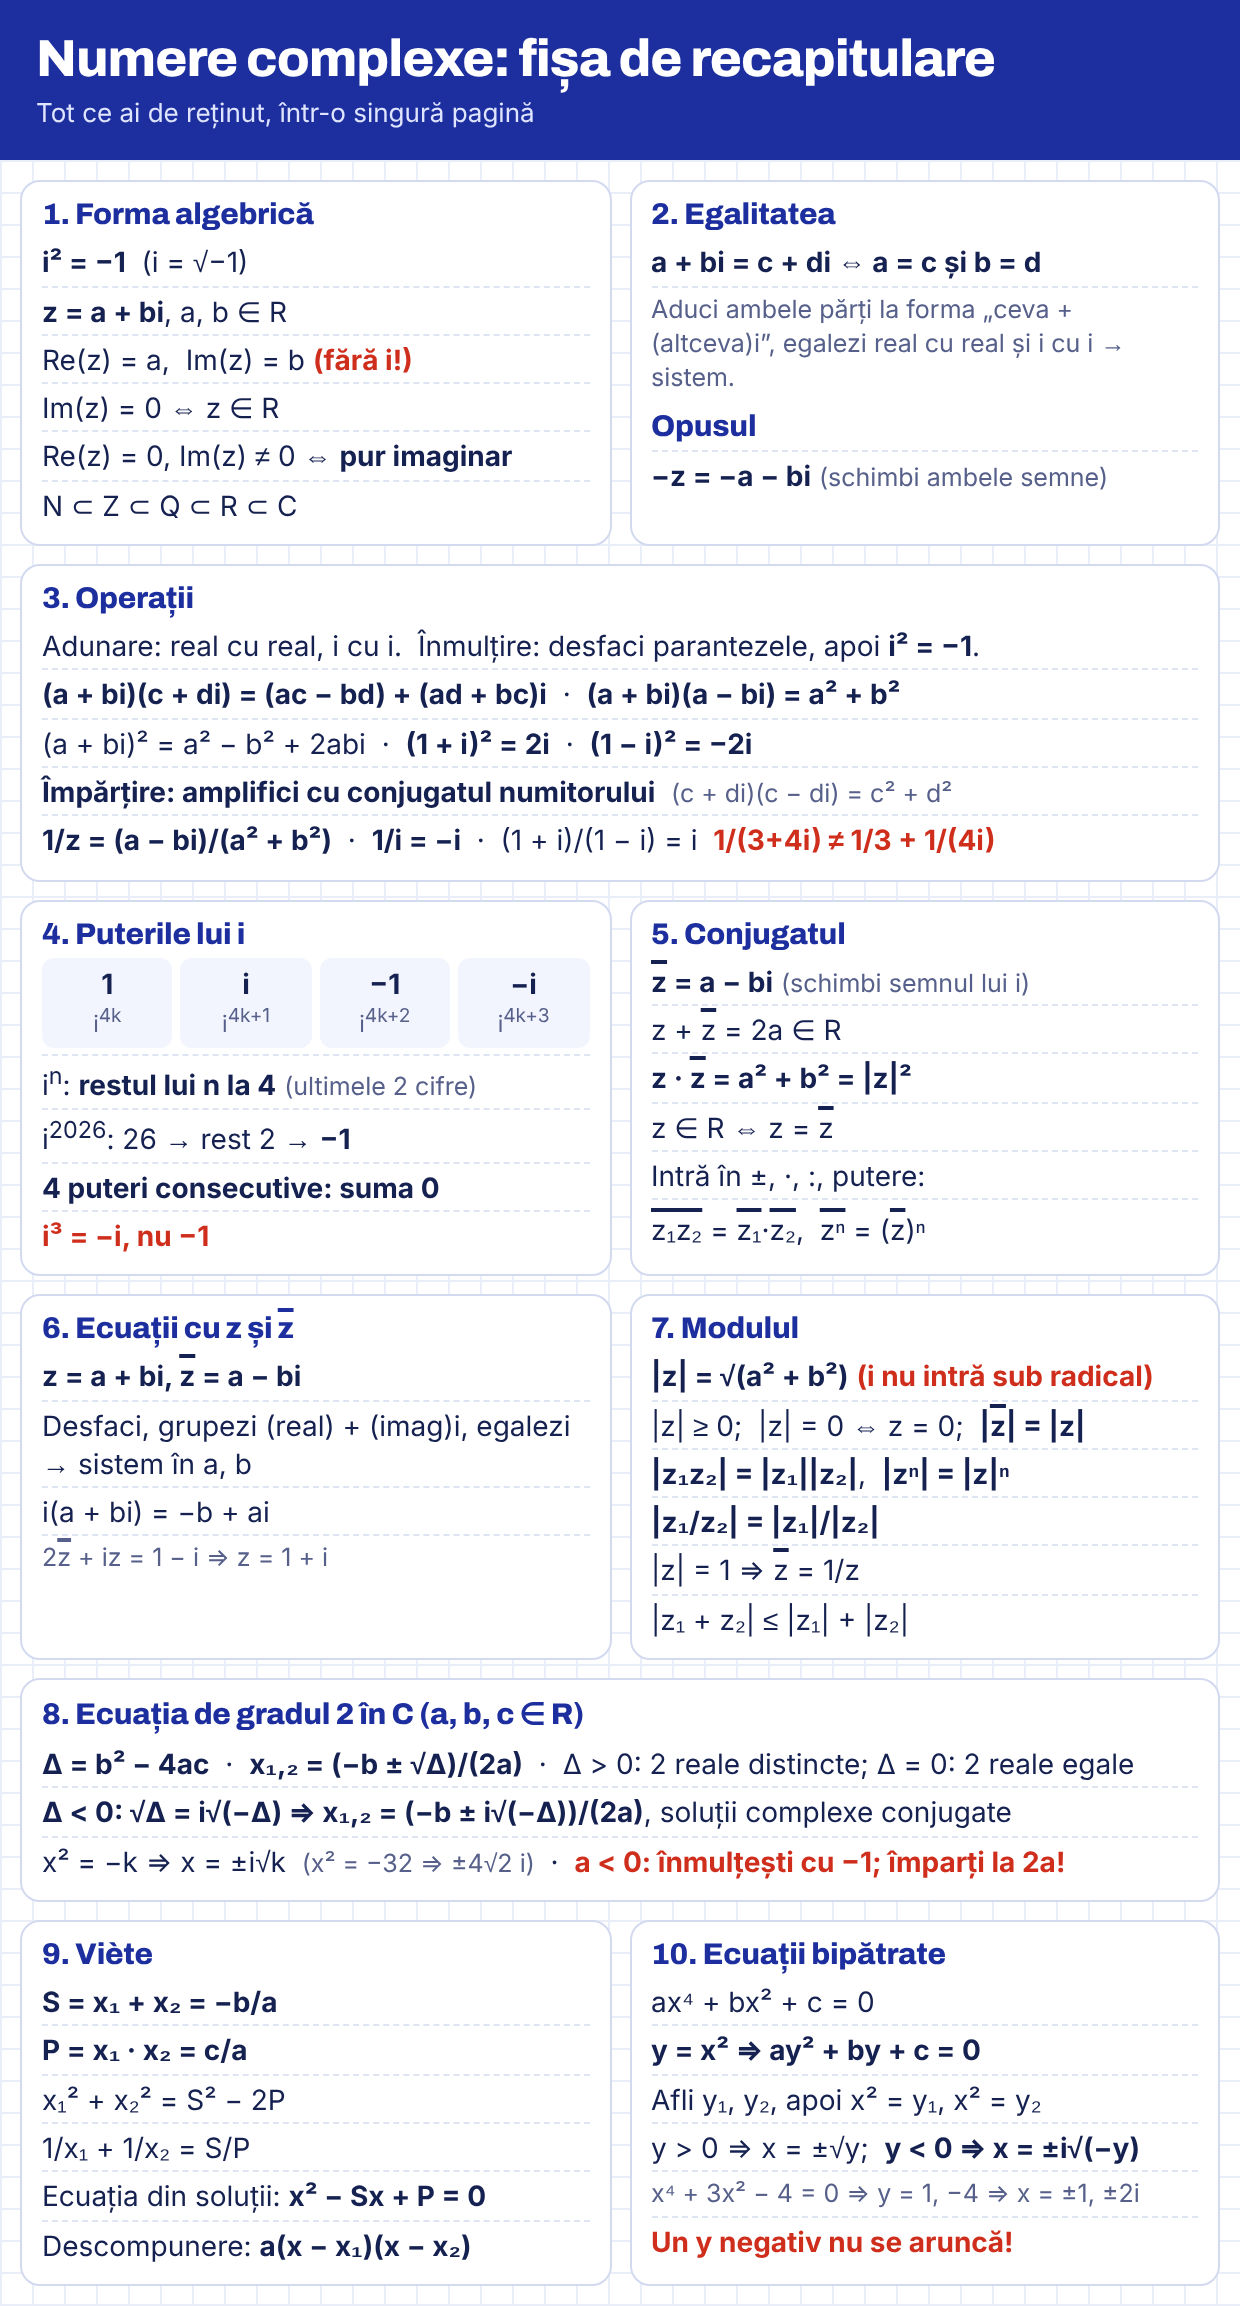 Numere complexe: fișa de recapitulare
Tot ce ai de reținut, într-o singură pagină
1. Forma algebrică
i² = −1 (i = √−1)
z = a + bi, a, b ∈ R
Re(z) = a, Im(z) = b (fără i!)
Im(z) = 0 ⇔ z ∈ R
Re(z) = 0, Im(z) ≠ 0 ⇔ pur imaginar
N ⊂ Z ⊂ Q ⊂ R ⊂ C
2. Egalitatea
a + bi = c + di ⇔ a = c și b = d
Aduci ambele părți la forma „ceva +
(altceva)i”, egalezi real cu real și i cu i →
sistem.
Opusul
−z = −a − bi (schimbi ambele semne)
3. Operații
Adunare: real cu real, i cu i. Înmulțire: desfaci parantezele, apoi i² = −1.
(a + bi)(c + di) = (ac − bd) + (ad + bc)i · (a + bi)(a − bi) = a² + b²
(a + bi)² = a² − b² + 2abi · (1 + i)² = 2i · (1 − i)² = −2i
Împărțire: amplifici cu conjugatul numitorului (c + di)(c − di) = c² + d²
1/z = (a − bi)/(a² + b²) · 1/i = −i · (1 + i)/(1 − i) = i 1/(3+4i) ≠ 1/3 + 1/(4i)
4. Puterile lui i
1 i −1 −i
i⁴ᵏ i⁴ᵏ⁺¹ i⁴ᵏ⁺² i⁴ᵏ⁺³
iⁿ: restul lui n la 4 (ultimele 2 cifre)
i²⁰²⁶: 26 → rest 2 → −1
4 puteri consecutive: suma 0
i³ = −i, nu −1
5. Conjugatul
z̅ = a − bi (schimbi semnul lui i)
z + z̅ = 2a ∈ R
z · z̅ = a² + b² = |z|²
z ∈ R ⇔ z = z̅
Intră în ±, ·, :, putere:
z̅₁̅z̅₂̅ = z̅₁̅·z̅₂̅, z̅ⁿ̅ = (z̅)ⁿ
6. Ecuații cu z și z̅
z = a + bi, z̅ = a − bi
Desfaci, grupezi (real) + (imag)i, egalezi
→ sistem în a, b
i(a + bi) = −b + ai
2z̅ + iz = 1 − i ⇒ z = 1 + i
7. Modulul
|z| = √(a² + b²) (i nu intră sub radical)
|z| ≥ 0; |z| = 0 ⇔ z = 0; |z̅| = |z|
|z₁z₂| = |z₁||z₂|, |zⁿ| = |z|ⁿ
|z₁/z₂| = |z₁|/|z₂|
|z| = 1 ⇒ z̅ = 1/z
|z₁ + z₂| ≤ |z₁| + |z₂|
8. Ecuația de gradul 2 în C (a, b, c ∈ R)
Δ = b² − 4ac · x₁,₂ = (−b ± √Δ)/(2a) · Δ > 0: 2 reale distincte; Δ = 0: 2 reale egale
Δ < 0: √Δ = i√(−Δ) ⇒ x₁,₂ = (−b ± i√(−Δ))/(2a), soluții complexe conjugate
x² = −k ⇒ x = ±i√k (x² = −32 ⇒ ±4√2 i) · a < 0: înmulțești cu −1; împarți la 2a!
9. Viète
S = x₁ + x₂ = −b/a
P = x₁ · x₂ = c/a
x₁² + x₂² = S² − 2P
1/x₁ + 1/x₂ = S/P
Ecuația din soluții: x² − Sx + P = 0
Descompunere: a(x − x₁)(x − x₂)
10. Ecuații bipătrate
ax⁴ + bx² + c = 0
y = x² ⇒ ay² + by + c = 0
Afli y₁, y₂, apoi x² = y₁, x² = y₂
y > 0 ⇒ x = ±√y; y < 0 ⇒ x = ±i√(−y)
x⁴ + 3x² − 4 = 0 ⇒ y = 1, −4 ⇒ x = ±1, ±2i
Un y negativ nu se aruncă!